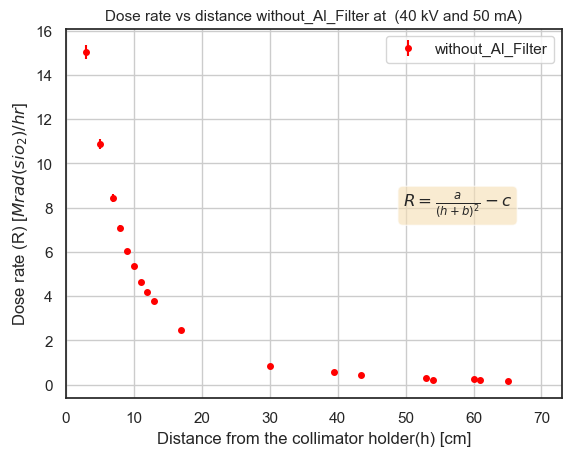 Dose rate vs distance without_Al_Filter at  (40 kV and 50 mA)
without_Al_Filter
R = a/(h + b)² − c
Dose rate (R) [Mrad(sio₂)/hr]
16
14
12
10
8
6
4
2
0
0 10 20 30 40 50 60 70
Distance from the collimator holder(h) [cm]